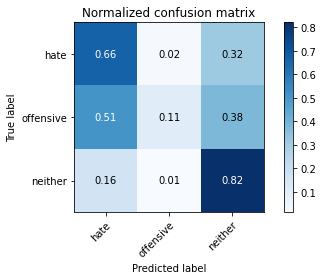 Normalized confusion matrix
True label
hate 0.66 0.02 0.32
offensive 0.51 0.11 0.38
neither 0.16 0.01 0.82
hate offensive neither
Predicted label
0.8
0.7
0.6
0.5
0.4
0.3
0.2
0.1